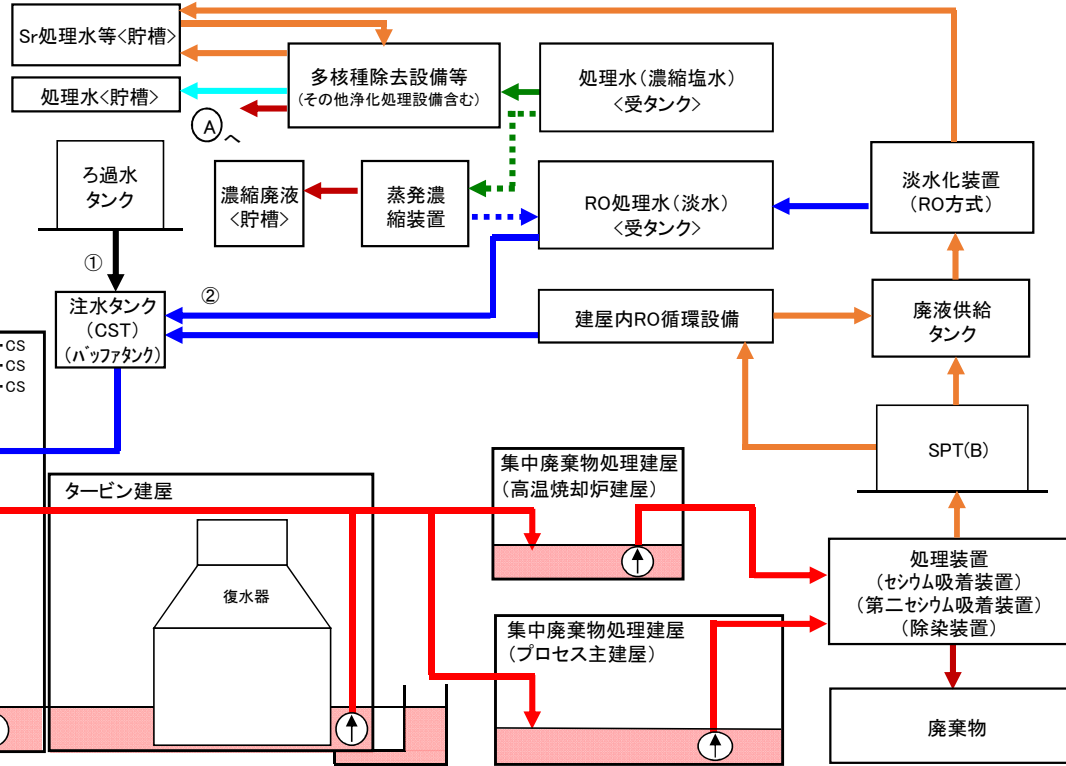 Sr処理水等<貯槽>
処理水<貯槽>
多核種除去設備等
(その他浄化処理設備含む)
処理水(濃縮塩水)
<受タンク>
A
へ
ろ過水
タンク
濃縮廃液
<貯槽>
蒸発濃
縮装置
RO処理水(淡水)
<受タンク>
淡水化装置
(RO方式)
①
②
注水タンク
(CST)
(バッファタンク)
建屋内RO循環設備
廃液供給
タンク
・CS
・CS
・CS
SPT(B)
タービン建屋
復水器
集中廃棄物処理建屋
(高温焼却炉建屋)
集中廃棄物処理建屋
(プロセス主建屋)
処理装置
(セシウム吸着装置)
(第二セシウム吸着装置)
(除染装置)
廃棄物